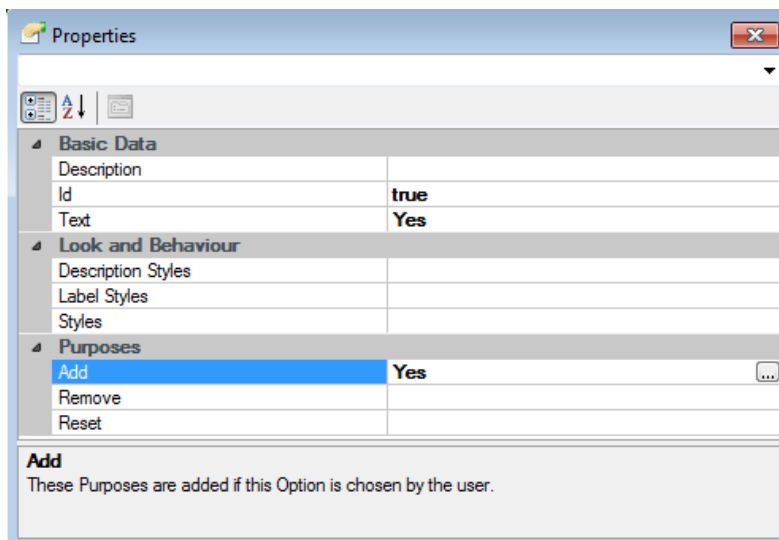 Properties
Basic Data
Description
Id true
Text Yes
Look and Behaviour
Description Styles
Label Styles
Styles
Purposes
Add Yes ...
Remove
Reset
Add
These Purposes are added if this Option is chosen by the user.